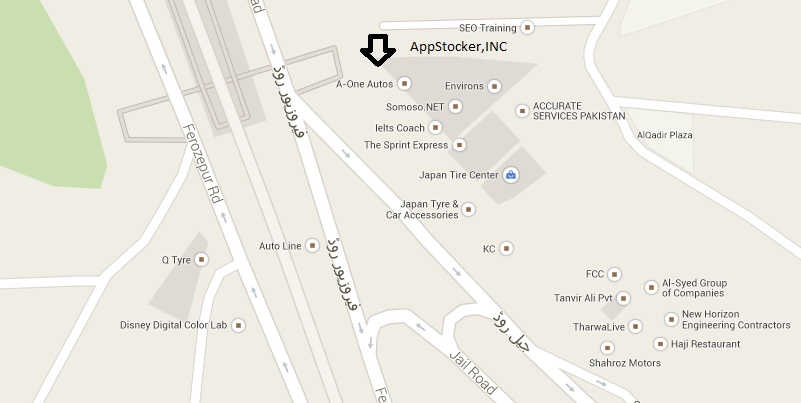 SEO Training
AppStocker,INC
A-One Autos
Environs
Somoso.NET
ACCURATE
SERVICES PAKISTAN
فیروزپور روڈ
Ielts Coach
AlQadir Plaza
The Sprint Express
Ferozepur Rd
Japan Tire Center
Japan Tyre &
Car Accessories
Auto Line
KC
Q Tyre
فیروزپور روڈ
FCC
Al-Syed Group
of Companies
Tanvir Ali Pvt
New Horizon
Engineering Contractors
Disney Digital Color Lab
TharwaLive
جیل روڈ
Haji Restaurant
Shahroz Motors
Jail Road
Fe